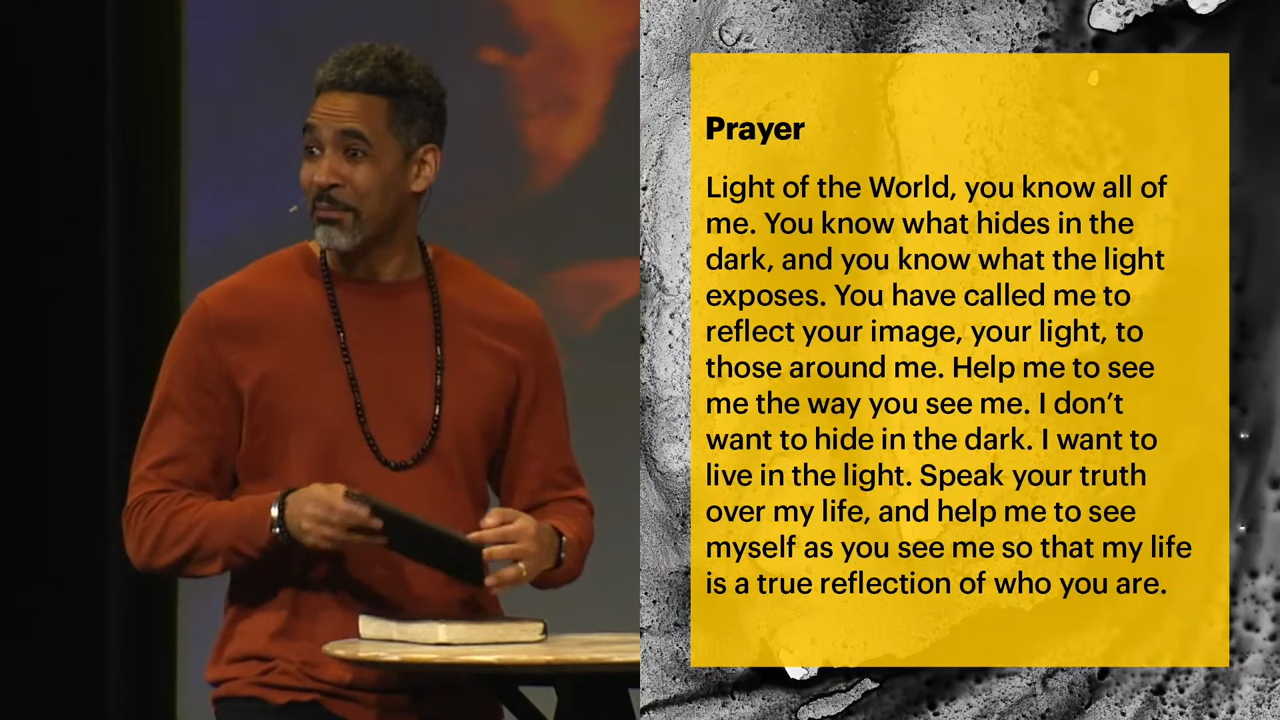 Prayer
Light of the World, you know all of
me. You know what hides in the
dark, and you know what the light
exposes. You have called me to
reflect your image, your light, to
those around me. Help me to see
me the way you see me. I don’t
want to hide in the dark. I want to
live in the light. Speak your truth
over my life, and help me to see
myself as you see me so that my life
is a true reflection of who you are.